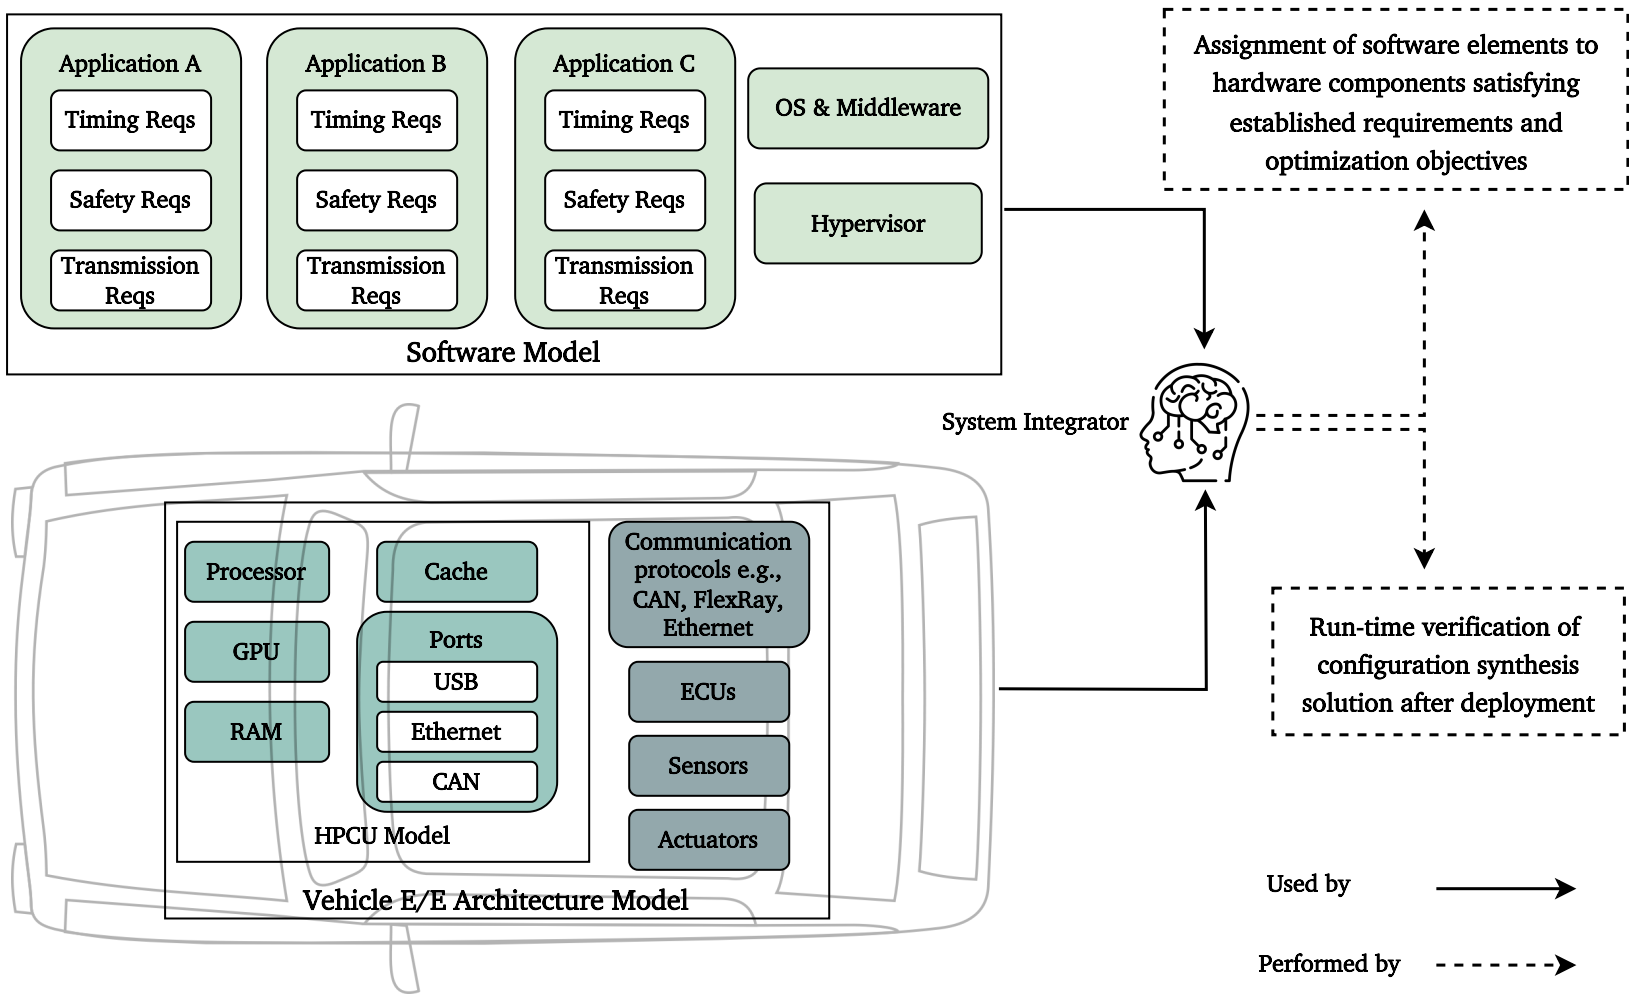 Application A
Timing Reqs
Safety Reqs
Transmission
Reqs
Application B
Timing Reqs
Safety Reqs
Transmission
Reqs
Application C
Timing Reqs
Safety Reqs
Transmission
Reqs
OS & Middleware
Hypervisor
Software Model
Assignment of software elements to
hardware components satisfying
established requirements and
optimization objectives
System Integrator
Processor
GPU
RAM
Cache
Ports
USB
Ethernet
CAN
HPCU Model
Communication
protocols e.g.,
CAN, FlexRay,
Ethernet
ECUs
Sensors
Actuators
Vehicle E/E Architecture Model
Run-time verification of
configuration synthesis
solution after deployment
Used by
Performed by